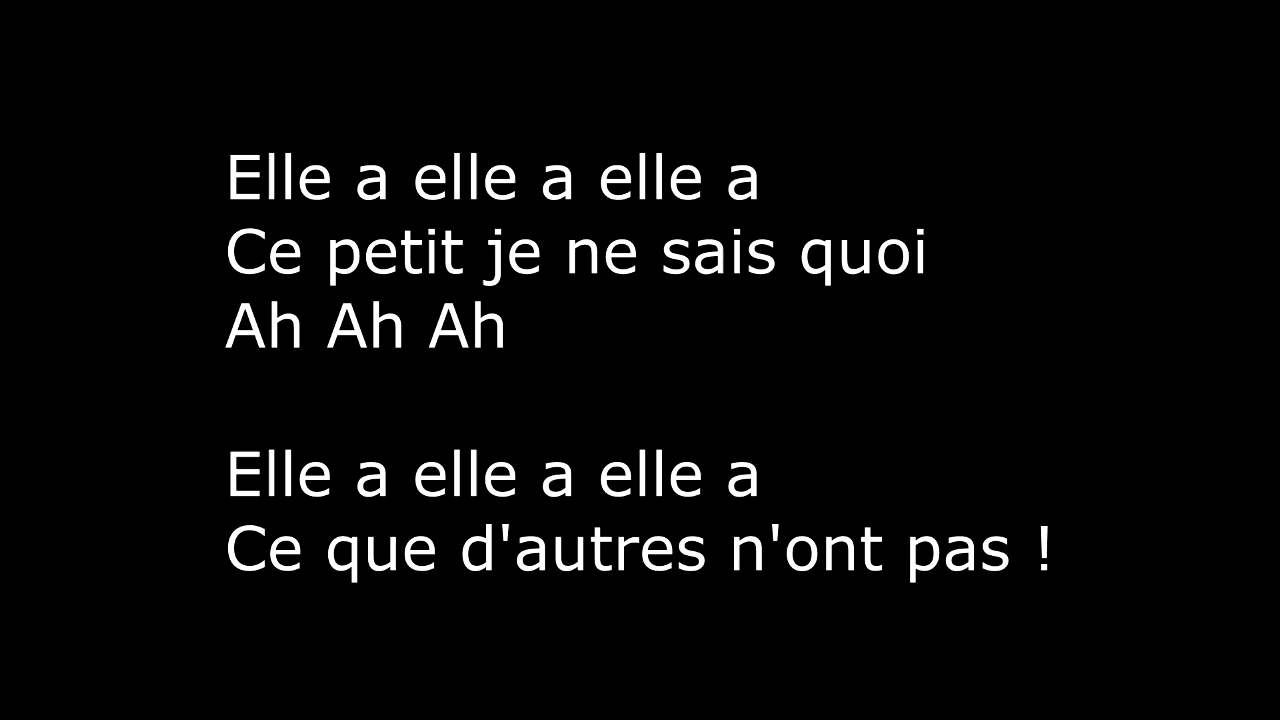 Elle a elle a elle a
Ce petit je ne sais quoi
Ah Ah Ah
Elle a elle a elle a
Ce que d'autres n'ont pas !